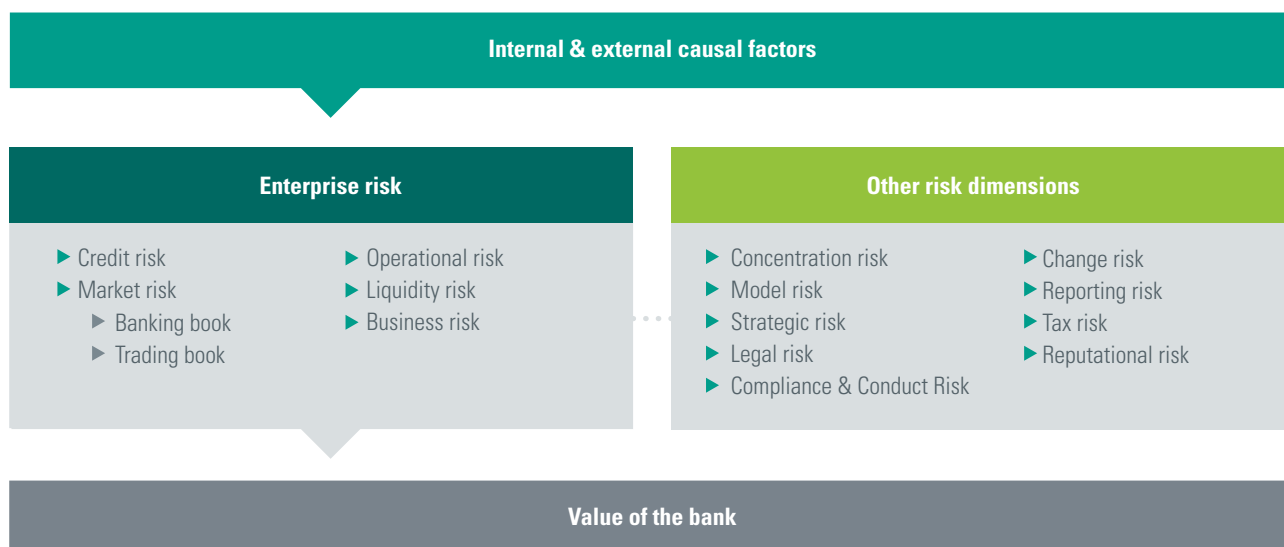 Internal & external causal factors
Enterprise risk
Credit risk
Market risk
Banking book
Trading book
Operational risk
Liquidity risk
Business risk
Other risk dimensions
Concentration risk
Model risk
Strategic risk
Legal risk
Compliance & Conduct Risk
Change risk
Reporting risk
Tax risk
Reputational risk
Value of the bank